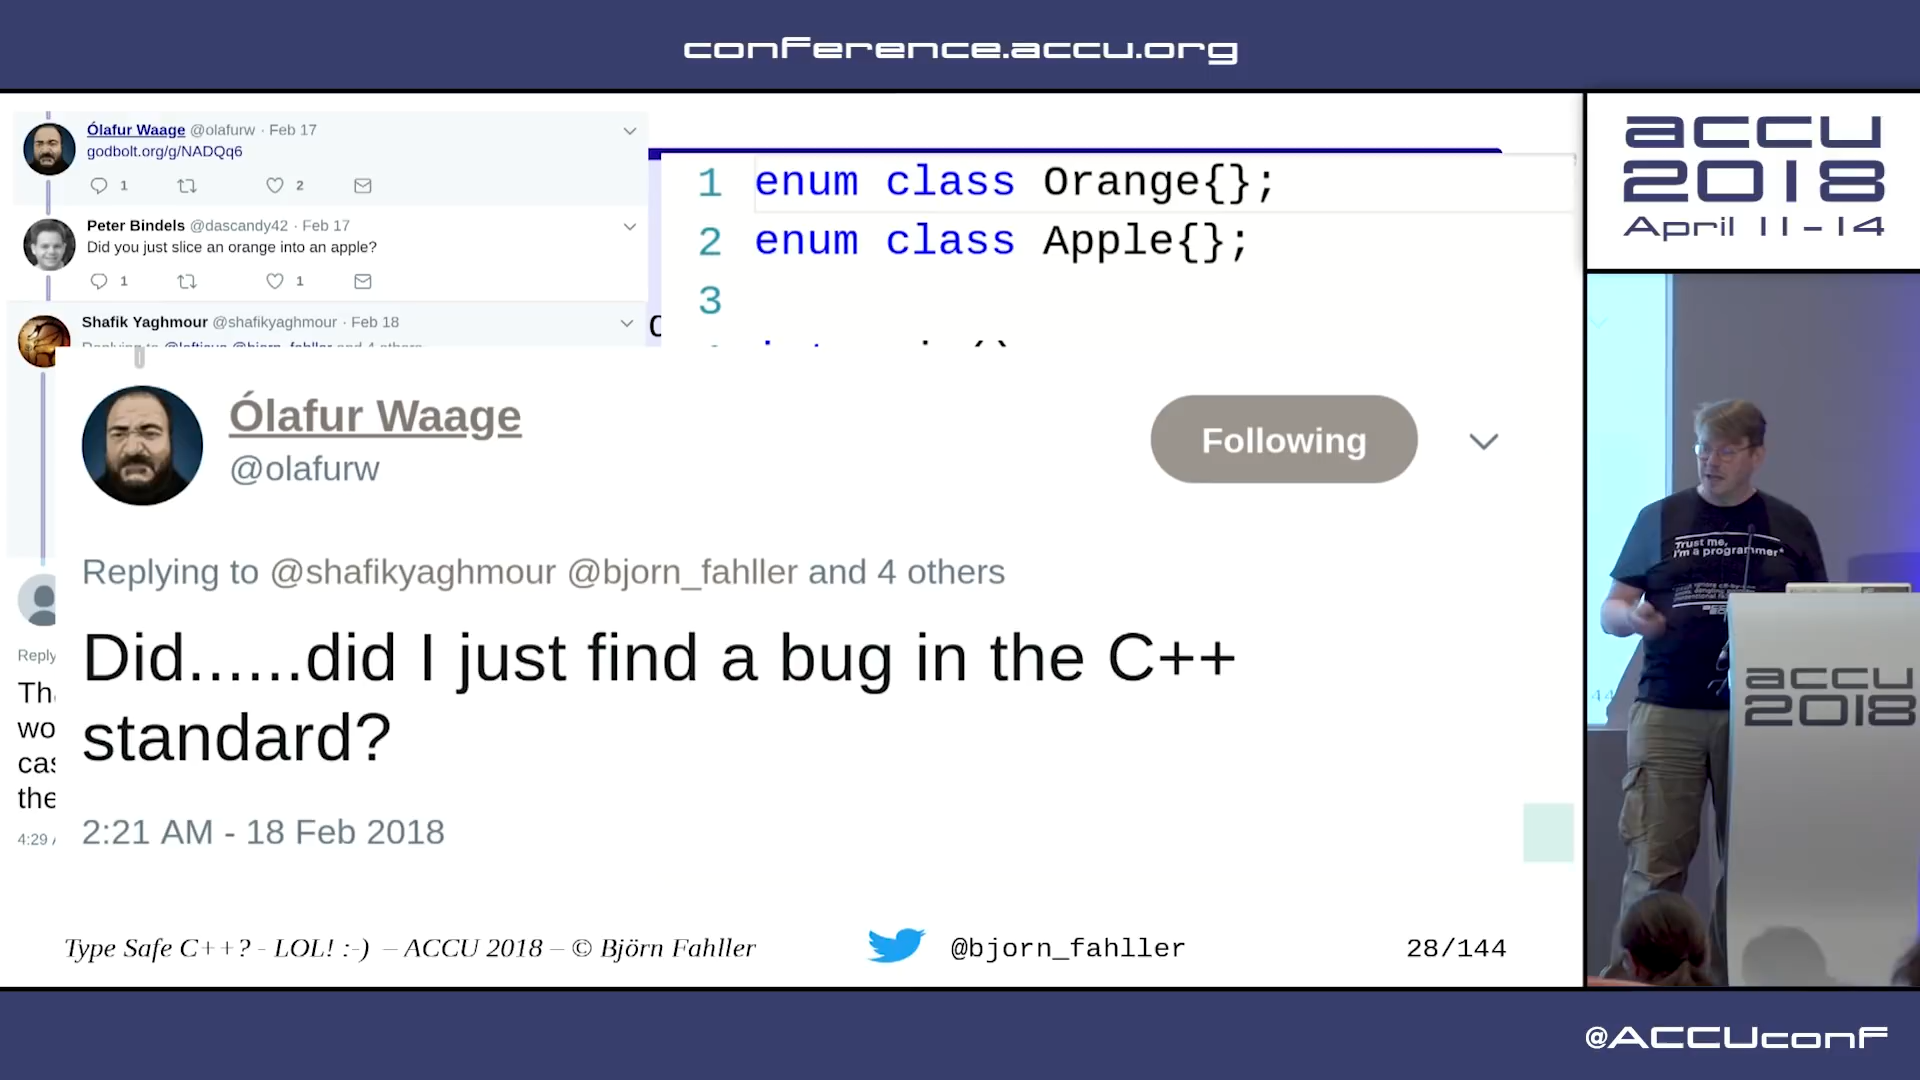 conference.accu.org
Ólafur Waage @olafurw · Feb 17
godbolt.org/g/NADQq6
1 2
Peter Bindels @dascandy42 · Feb 17
Did you just slice an orange into an apple?
1 1
Shafik Yaghmour @shafikyaghmour · Feb 18
1 enum class Orange{};
2 enum class Apple{};
3
Ólafur Waage
@olafurw
Following
Replying to @shafikyaghmour @bjorn_fahller and 4 others
Did......did I just find a bug in the C++
standard?
2:21 AM - 18 Feb 2018
Reply
Th
wo
cas
the
4:29
Type Safe C++? - LOL! :-) – ACCU 2018 – © Björn Fahller
@bjorn_fahller
28/144
accu
2018
April 11-14
Trust me,
I'm a programmer*
accu
2018
@ACCUconf